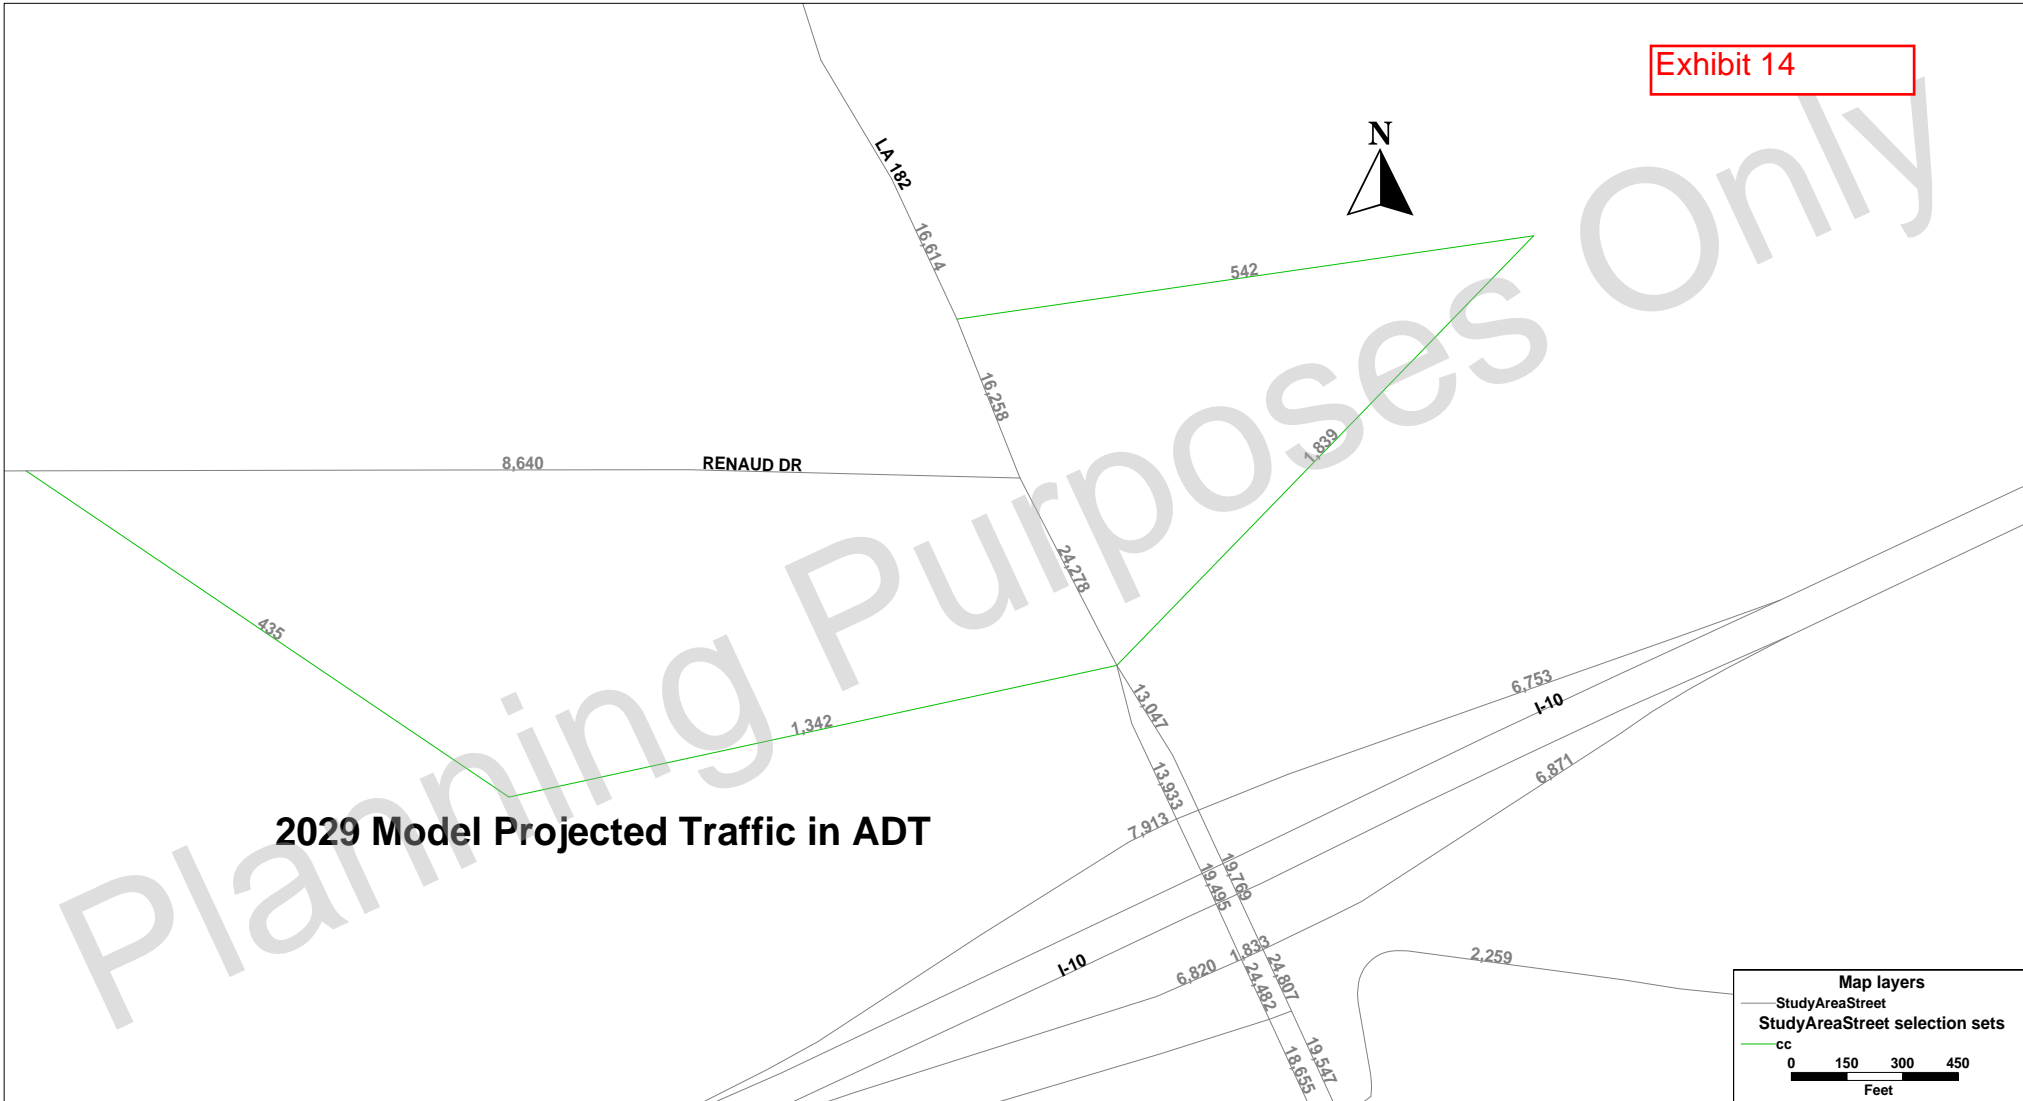 Exhibit 14
N
LA 182
16,614
542
16,258
1,839
8,640
RENAUD DR
24,278
435
13,047
1,342
6,753
I-10
13,933
6,871
2029 Model Projected Traffic in ADT
7,913
19,769
19,495
1,833
I-10
6,820
24,807
24,482
2,259
19,547
18,655
Planning Purposes Only
Map layers
StudyAreaStreet
StudyAreaStreet selection sets
cc
0 150 300 450
Feet